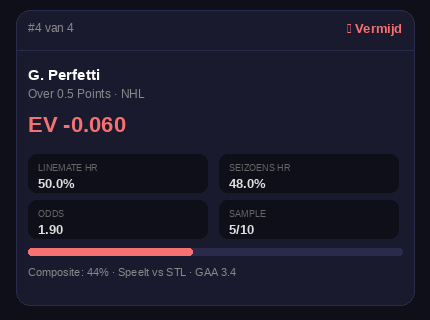 #4 van 4
▯ Vermijd
G. Perfetti
Over 0.5 Points · NHL
EV -0.060
LINEMATE HR
50.0%
SEIZOENS HR
48.0%
ODDS
1.90
SAMPLE
5/10
Composite: 44% · Speelt vs STL · GAA 3.4